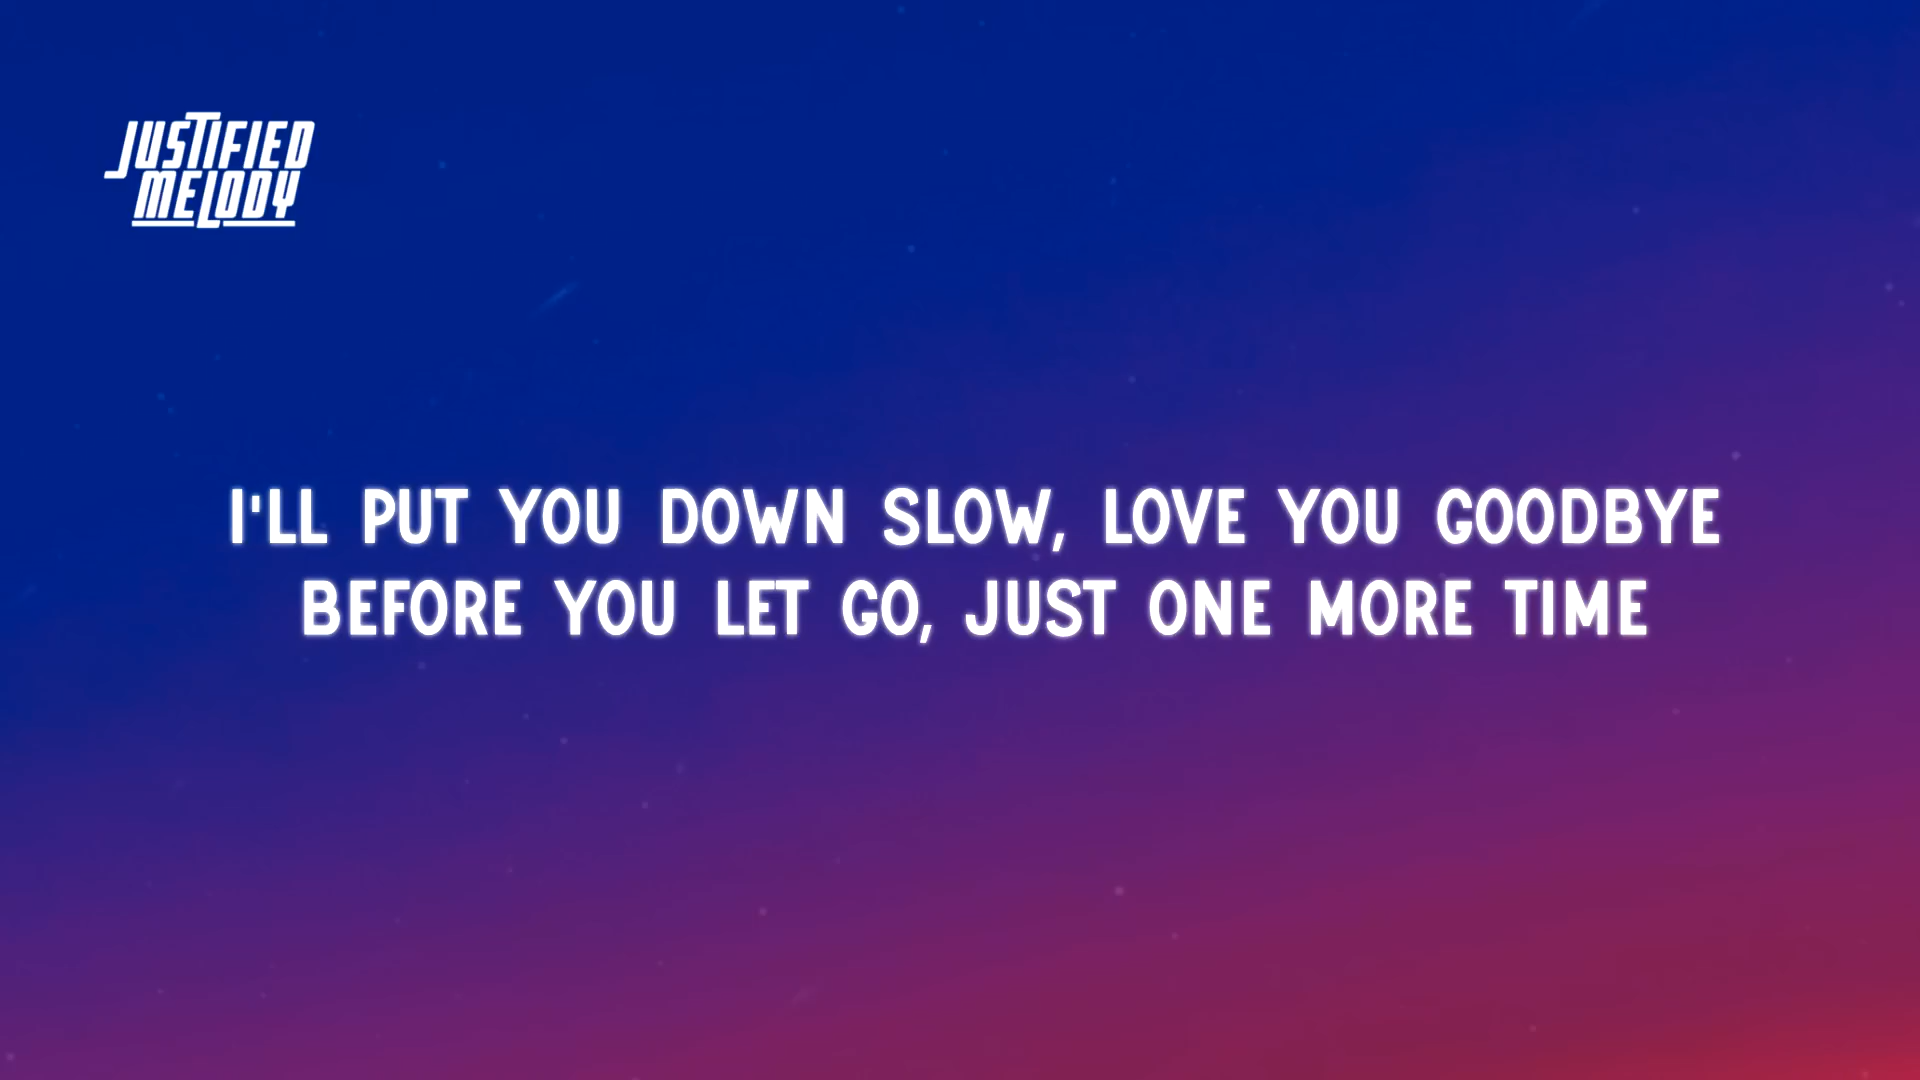 JUSTIFIED
MELODY
I'LL PUT YOU DOWN SLOW, LOVE YOU GOODBYE
BEFORE YOU LET GO, JUST ONE MORE TIME